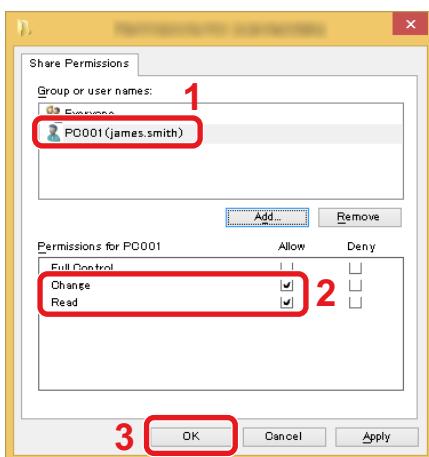 Share Permissions
Group or user names:
1
Everyone
PC001(james.smith)
Add... Remove
Permissions for PC001 Allow Deny
Full Control
Change
2
Read
3
OK Cancel Apply